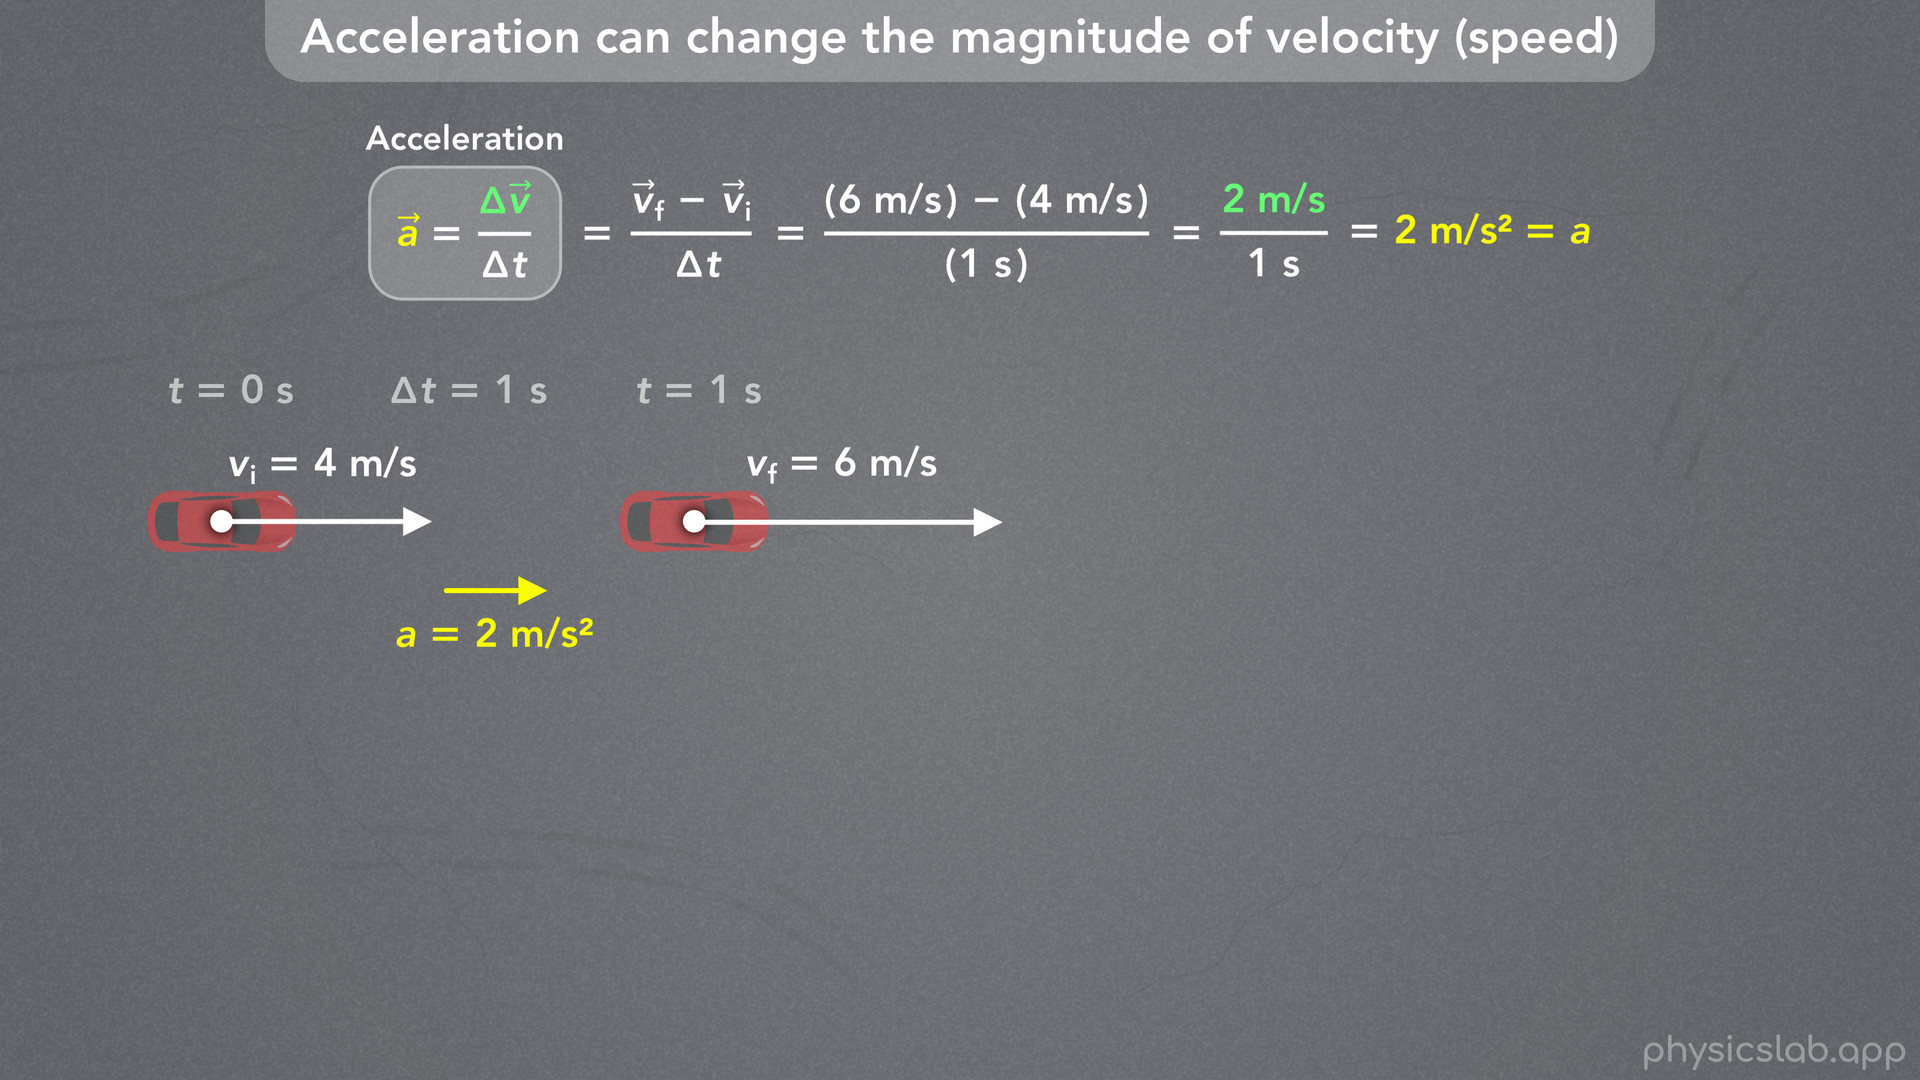 Acceleration can change the magnitude of velocity (speed)
Acceleration
a⃗ = Δv⃗ / Δt = (v⃗f − v⃗i) / Δt = ((6 m/s) − (4 m/s)) / (1 s) = 2 m/s / 1 s = 2 m/s² = a
t = 0 s Δt = 1 s t = 1 s
vi = 4 m/s vf = 6 m/s
a = 2 m/s²
physicslab.app